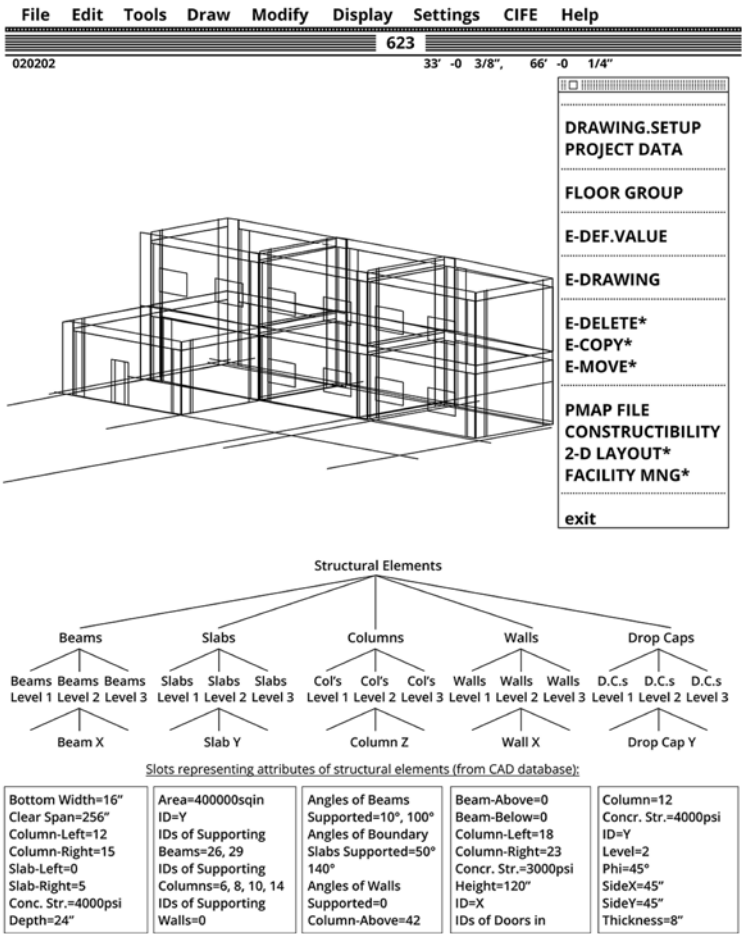 File Edit Tools Draw Modify Display Settings CIFE Help
623
020202 33' -0 3/8", 66' -0 1/4"
DRAWING.SETUP
PROJECT DATA
FLOOR GROUP
E-DEF.VALUE
E-DRAWING
E-DELETE*
E-COPY*
E-MOVE*
PMAP FILE
CONSTRUCTIBILITY
2-D LAYOUT*
FACILITY MNG*
exit
Structural Elements
Beams Slabs Columns Walls Drop Caps
Beams Beams Beams Slabs Slabs Slabs Col's Col's Col's Walls Walls Walls D.C.s D.C.s D.C.s
Level 1 Level 2 Level 3 Level 1 Level 2 Level 3 Level 1 Level 2 Level 3 Level 1 Level 2 Level 3 Level 1 Level 2 Level 3
Beam X Slab Y Column Z Wall X Drop Cap Y
Slots representing attributes of structural elements (from CAD database):
Bottom Width=16"
Clear Span=256"
Column-Left=12
Column-Right=15
Slab-Left=0
Slab-Right=5
Conc. Str.=4000psi
Depth=24"
Area=400000sqin
ID=Y
IDs of Supporting
Beams=26, 29
IDs of Supporting
Columns=6, 8, 10, 14
IDs of Supporting
Walls=0
Angles of Beams
Supported=10°, 100°
Angles of Boundary
Slabs Supported=50°
140°
Angles of Walls
Supported=0
Column-Above=42
Beam-Above=0
Beam-Below=0
Column-Left=18
Column-Right=23
Concr. Str.=3000psi
Height=120"
ID=X
IDs of Doors in
Column=12
Concr. Str.=4000psi
ID=Y
Level=2
Phi=45°
SideX=45"
SideY=45"
Thickness=8"